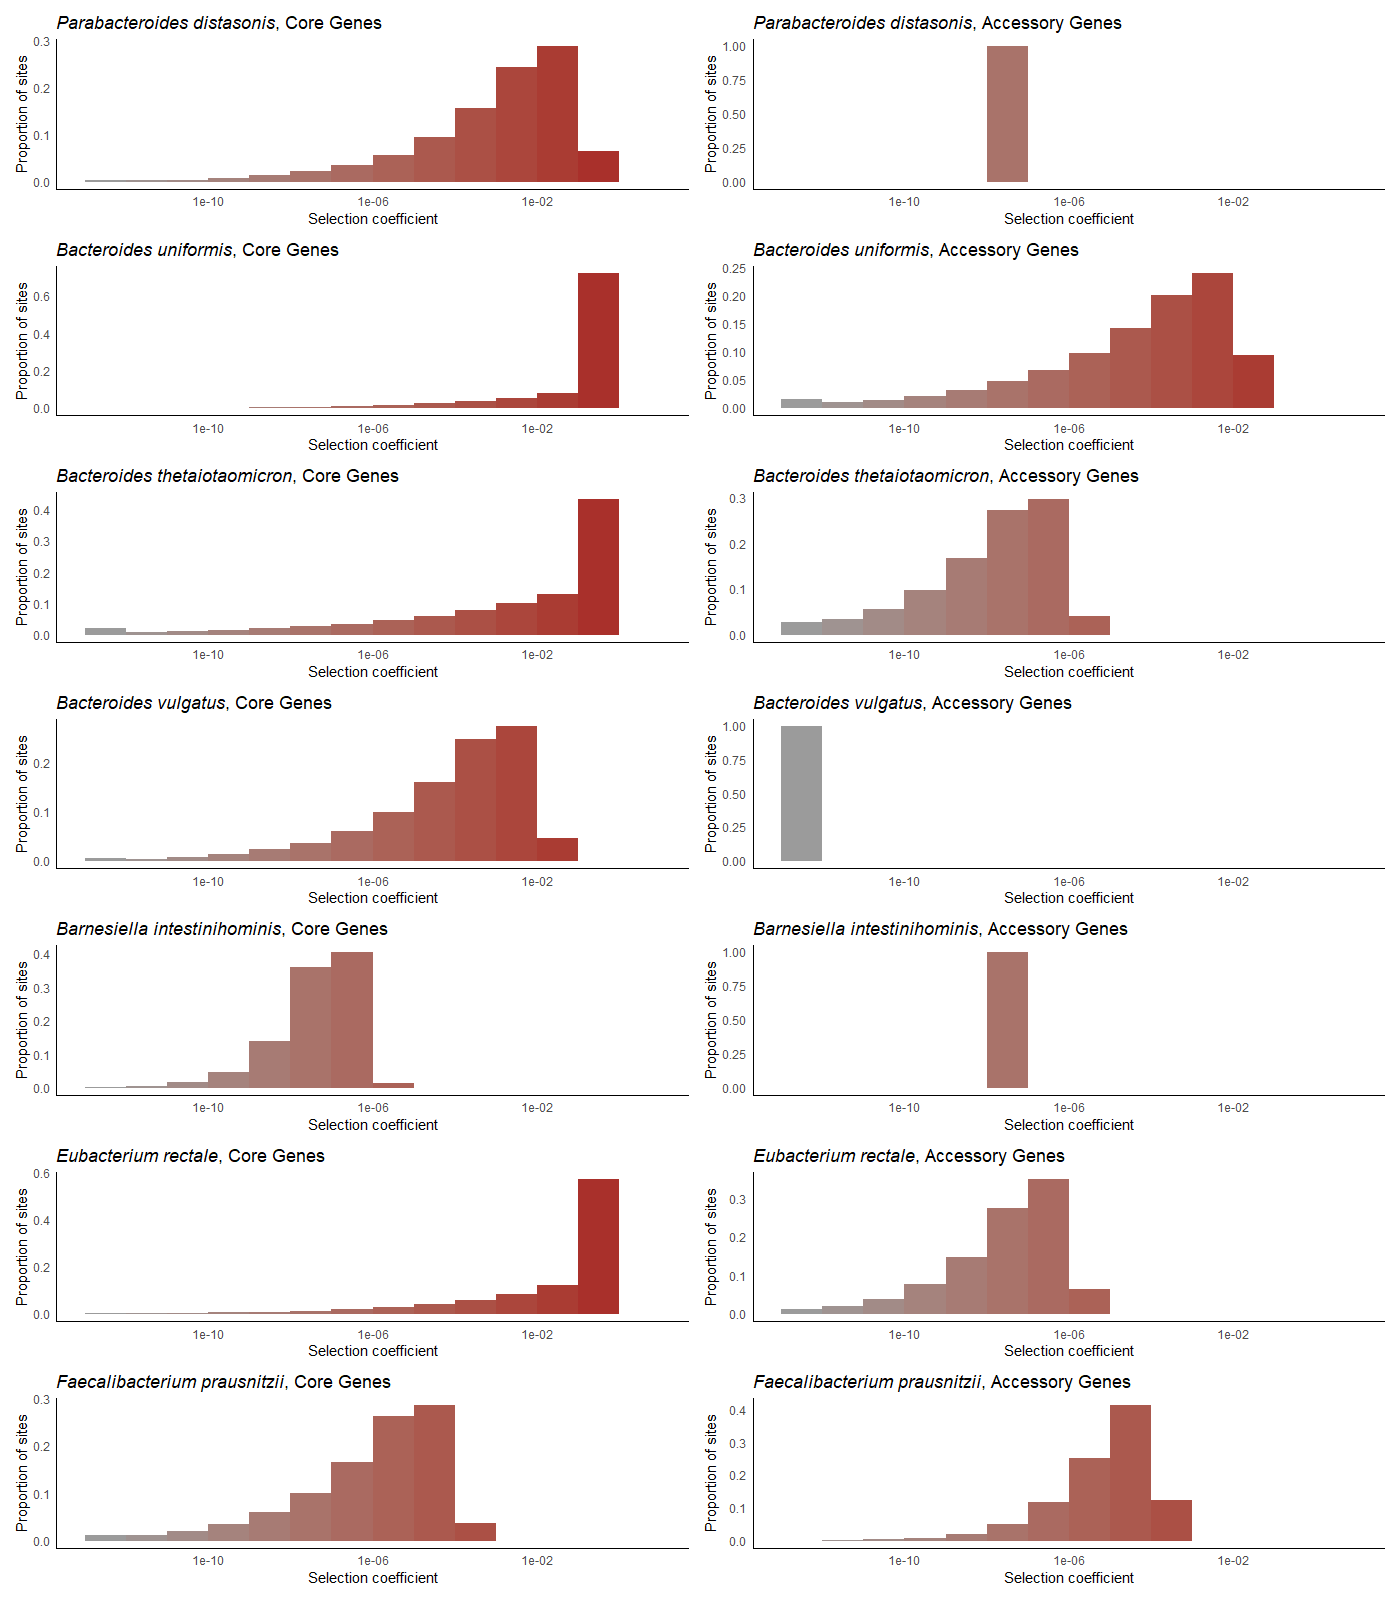 Parabacteroides distasonis, Core Genes
Proportion of sites
0.3
0.2
0.1
0.0
1e-10 1e-06 1e-02
Selection coefficient
Parabacteroides distasonis, Accessory Genes
Proportion of sites
1.00
0.75
0.50
0.25
0.00
1e-10 1e-06 1e-02
Selection coefficient
Bacteroides uniformis, Core Genes
Proportion of sites
0.6
0.4
0.2
0.0
1e-10 1e-06 1e-02
Selection coefficient
Bacteroides uniformis, Accessory Genes
Proportion of sites
0.25
0.20
0.15
0.10
0.05
0.00
1e-10 1e-06 1e-02
Selection coefficient
Bacteroides thetaiotaomicron, Core Genes
Proportion of sites
0.4
0.3
0.2
0.1
0.0
1e-10 1e-06 1e-02
Selection coefficient
Bacteroides thetaiotaomicron, Accessory Genes
Proportion of sites
0.3
0.2
0.1
0.0
1e-10 1e-06 1e-02
Selection coefficient
Bacteroides vulgatus, Core Genes
Proportion of sites
0.2
0.1
0.0
1e-10 1e-06 1e-02
Selection coefficient
Bacteroides vulgatus, Accessory Genes
Proportion of sites
1.00
0.75
0.50
0.25
0.00
1e-10 1e-06 1e-02
Selection coefficient
Barnesiella intestinihominis, Core Genes
Proportion of sites
0.4
0.3
0.2
0.1
0.0
1e-10 1e-06 1e-02
Selection coefficient
Barnesiella intestinihominis, Accessory Genes
Proportion of sites
1.00
0.75
0.50
0.25
0.00
1e-10 1e-06 1e-02
Selection coefficient
Eubacterium rectale, Core Genes
Proportion of sites
0.6
0.4
0.2
0.0
1e-10 1e-06 1e-02
Selection coefficient
Eubacterium rectale, Accessory Genes
Proportion of sites
0.3
0.2
0.1
0.0
1e-10 1e-06 1e-02
Selection coefficient
Faecalibacterium prausnitzii, Core Genes
Proportion of sites
0.3
0.2
0.1
0.0
1e-10 1e-06 1e-02
Selection coefficient
Faecalibacterium prausnitzii, Accessory Genes
Proportion of sites
0.4
0.3
0.2
0.1
0.0
1e-10 1e-06 1e-02
Selection coefficient